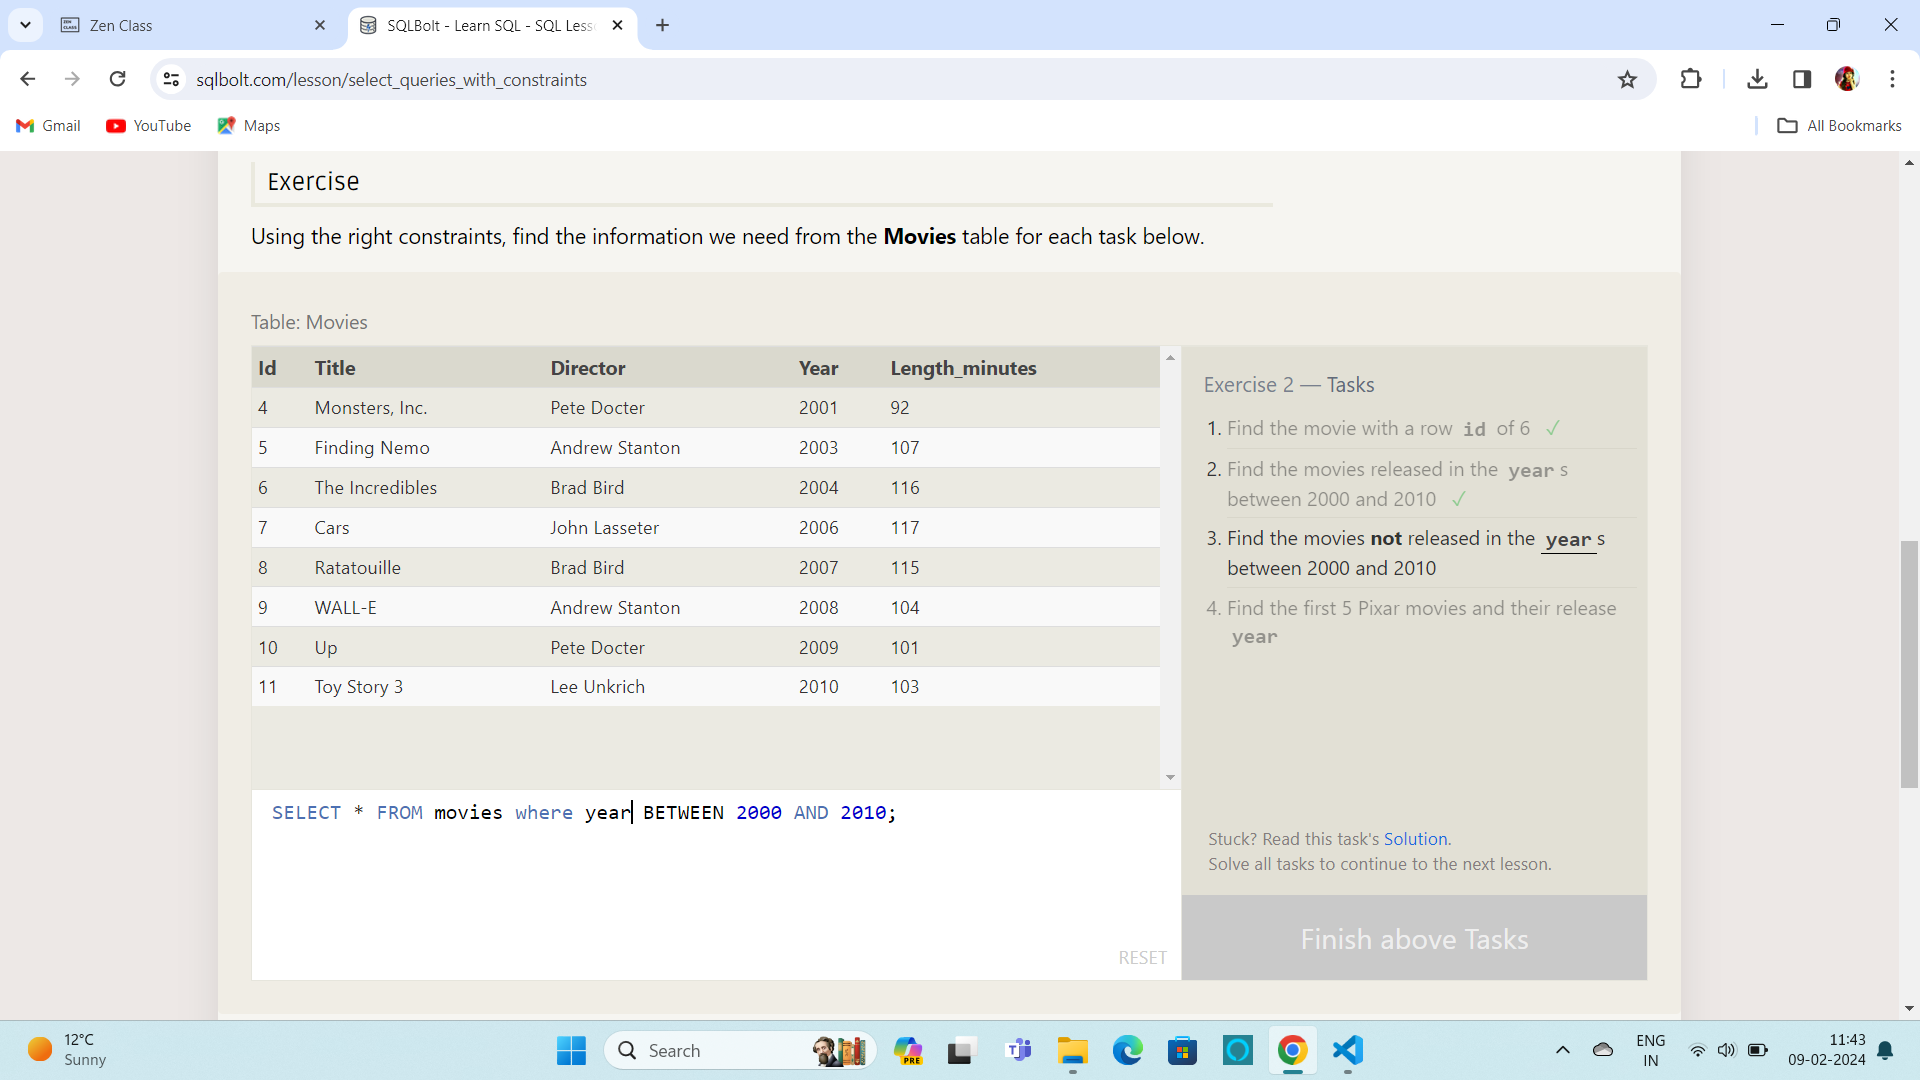 Zen Class
SQLBolt - Learn SQL - SQL Less
sqlbolt.com/lesson/select_queries_with_constraints
Gmail YouTube Maps All Bookmarks
Exercise
Using the right constraints, find the information we need from the Movies table for each task below.
Table: Movies
Id Title Director Year Length_minutes
4 Monsters, Inc. Pete Docter 2001 92
5 Finding Nemo Andrew Stanton 2003 107
6 The Incredibles Brad Bird 2004 116
7 Cars John Lasseter 2006 117
8 Ratatouille Brad Bird 2007 115
9 WALL-E Andrew Stanton 2008 104
10 Up Pete Docter 2009 101
11 Toy Story 3 Lee Unkrich 2010 103
SELECT * FROM movies where year BETWEEN 2000 AND 2010;
RESET
Exercise 2 — Tasks
1. Find the movie with a row id of 6 ✓
2. Find the movies released in the year s
between 2000 and 2010 ✓
3. Find the movies not released in the year s
between 2000 and 2010
4. Find the first 5 Pixar movies and their release
year
Stuck? Read this task's Solution.
Solve all tasks to continue to the next lesson.
Finish above Tasks
12°C
Sunny
Search
PRE
ENG
IN
11:43
09-02-2024